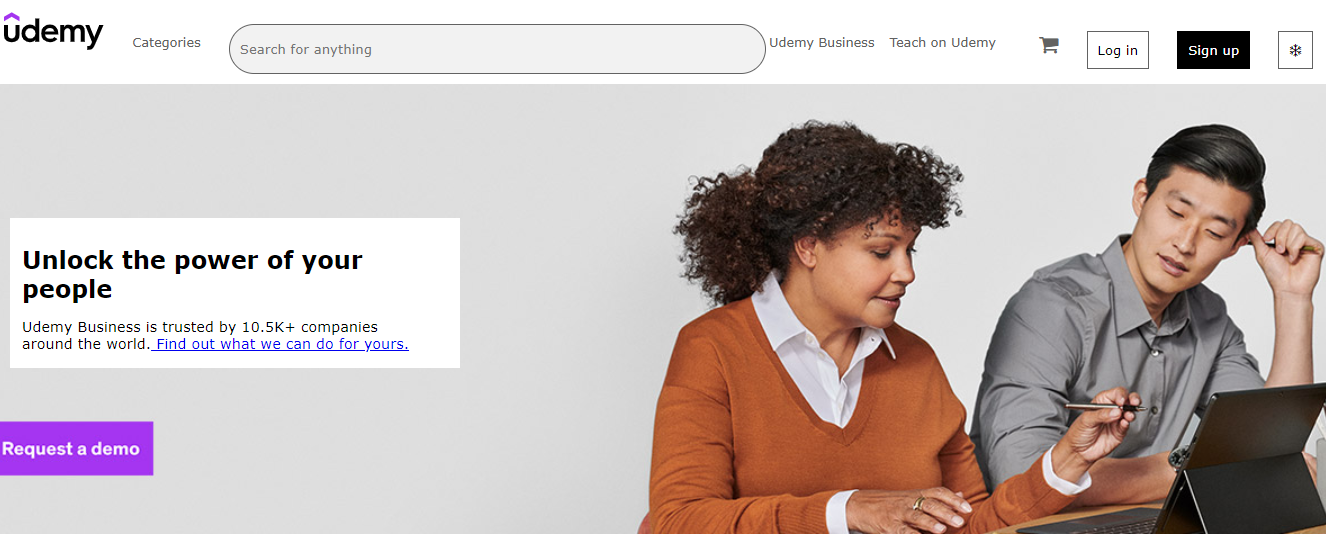 udemy
Categories
Search for anything
Udemy Business
Teach on Udemy
Log in
Sign up
Unlock the power of your
people
Udemy Business is trusted by 10.5K+ companies
around the world. Find out what we can do for yours.
Request a demo